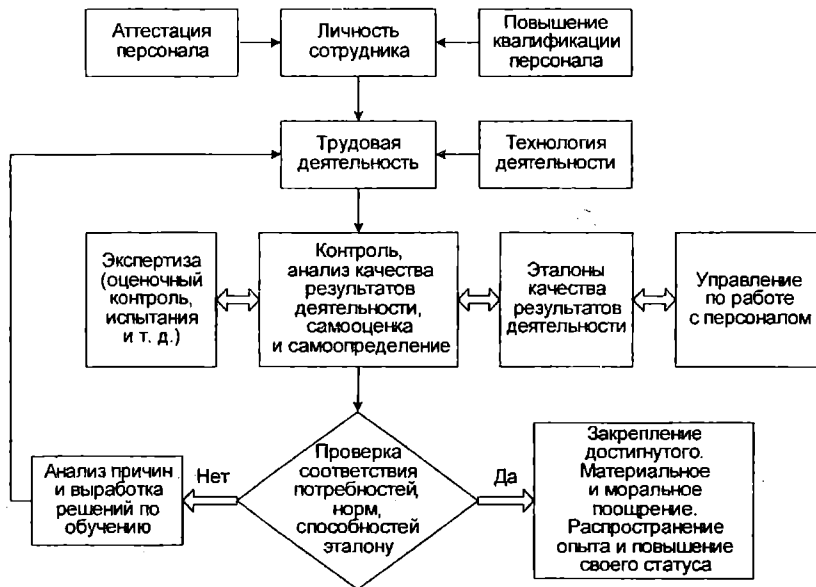 Аттестация
персонала
Личность
сотрудника
Повышение
квалификации
персонала
Трудовая
деятельность
Технология
деятельности
Экспертиза
(оценочный
контроль,
испытания
и т. д.)
Контроль,
анализ качества
результатов
деятельности,
самооценка
и самоопределение
Эталоны
качества
результатов
деятельности
Управление
по работе
с персоналом
Анализ причин
и выработка
решений по
обучению
Нет
Проверка
соответствия
потребностей,
норм,
способностей
эталону
Да
Закрепление
достигнутого.
Материальное
и моральное
поощрение.
Распространение
опыта и повышение
своего статуса